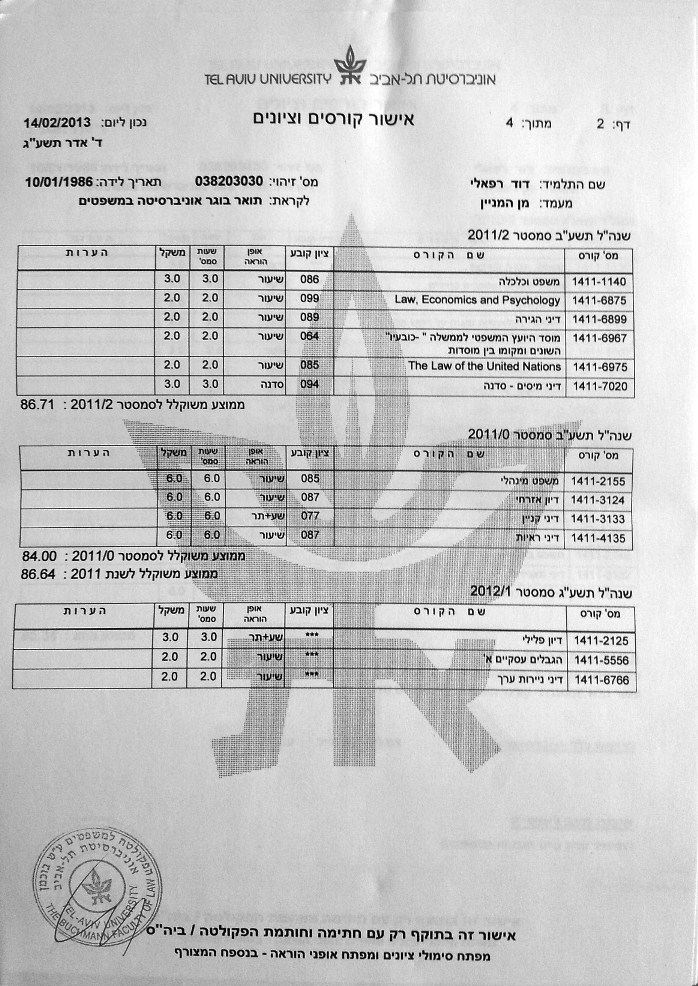 TEL AVIV UNIVERSITY אוניברסיטת תל-אביב
דף: 2 מתוך: 4 אישור קורסים וציונים נכון ליום: 14/02/2013
ד' אדר תשע"ג
שם התלמיד: דוד רפאלי מס' זיהוי: 038203030 תאריך לידה: 10/01/1986
מעמד: מן המניין לקראת: תואר בוגר אוניברסיטה במשפטים
שנה"ל תשע"ב סמסטר 2011/2
מס' קורס שם הקורס ציון קובע אופן הוראה שעות סמס' משקל הערות
1411-1140 משפט וכלכלה 086 שיעור 3.0 3.0
1411-6875 Law, Economics and Psychology 099 שיעור 2.0 2.0
1411-6899 דיני הגירה 089 שיעור 2.0 2.0
1411-6967 מוסד היועץ המשפטי לממשלה " -כובעיו" 064 שיעור 2.0 2.0
השונים ומקומו בין מוסדות
1411-6975 The Law of the United Nations 085 שיעור 2.0 2.0
1411-7020 דיני מיסים - סדנה 094 סדנה 3.0 3.0
ממוצע משוקלל לסמסטר 2011/2 : 86.71
שנה"ל תשע"ב סמסטר 2011/0
מס' קורס שם הקורס ציון קובע אופן הוראה שעות סמס' משקל הערות
1411-2155 משפט מינהלי 085 שיעור 6.0 6.0
1411-3124 דיון אזרחי 087 שיעור 6.0 6.0
1411-3133 דיני קניין 077 שע+תר 6.0 6.0
1411-4135 דיני ראיות 087 שיעור 6.0 6.0
ממוצע משוקלל לסמסטר 2011/0 : 84.00
ממוצע משוקלל לשנת 2011 : 86.64
שנה"ל תשע"ג סמסטר 2012/1
מס' קורס שם הקורס ציון קובע אופן הוראה שעות סמס' משקל הערות
1411-2125 דיון פלילי *** שע+תר 3.0 3.0
1411-5556 הגבלים עסקיים א' *** שיעור 2.0 2.0
1411-6766 דיני ניירות ערך *** שיעור 2.0 2.0
הפקולטה למשפטים ע"ש בוכמן
אוניברסיטת תל-אביב
TEL-AVIV UNIVERSITY
THE BUCHMANN FACULTY OF LAW
אישור זה בתוקף רק עם חתימה וחותמת הפקולטה / ביה"ס
מפתח סימולי ציונים ומפתח אופני הוראה - בנספח המצורף